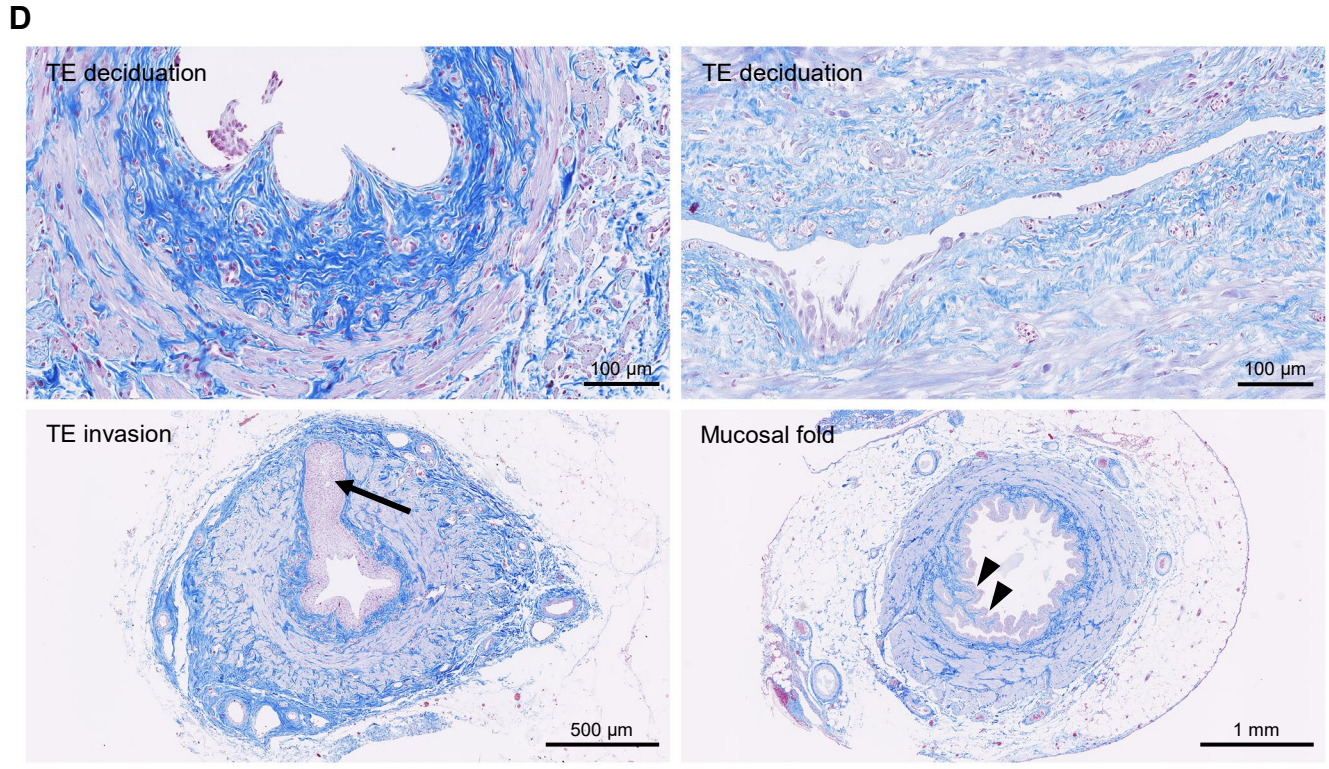 D
TE deciduation
TE deciduation
100 µm
100 µm
TE invasion
Mucosal fold
500 µm
1 mm